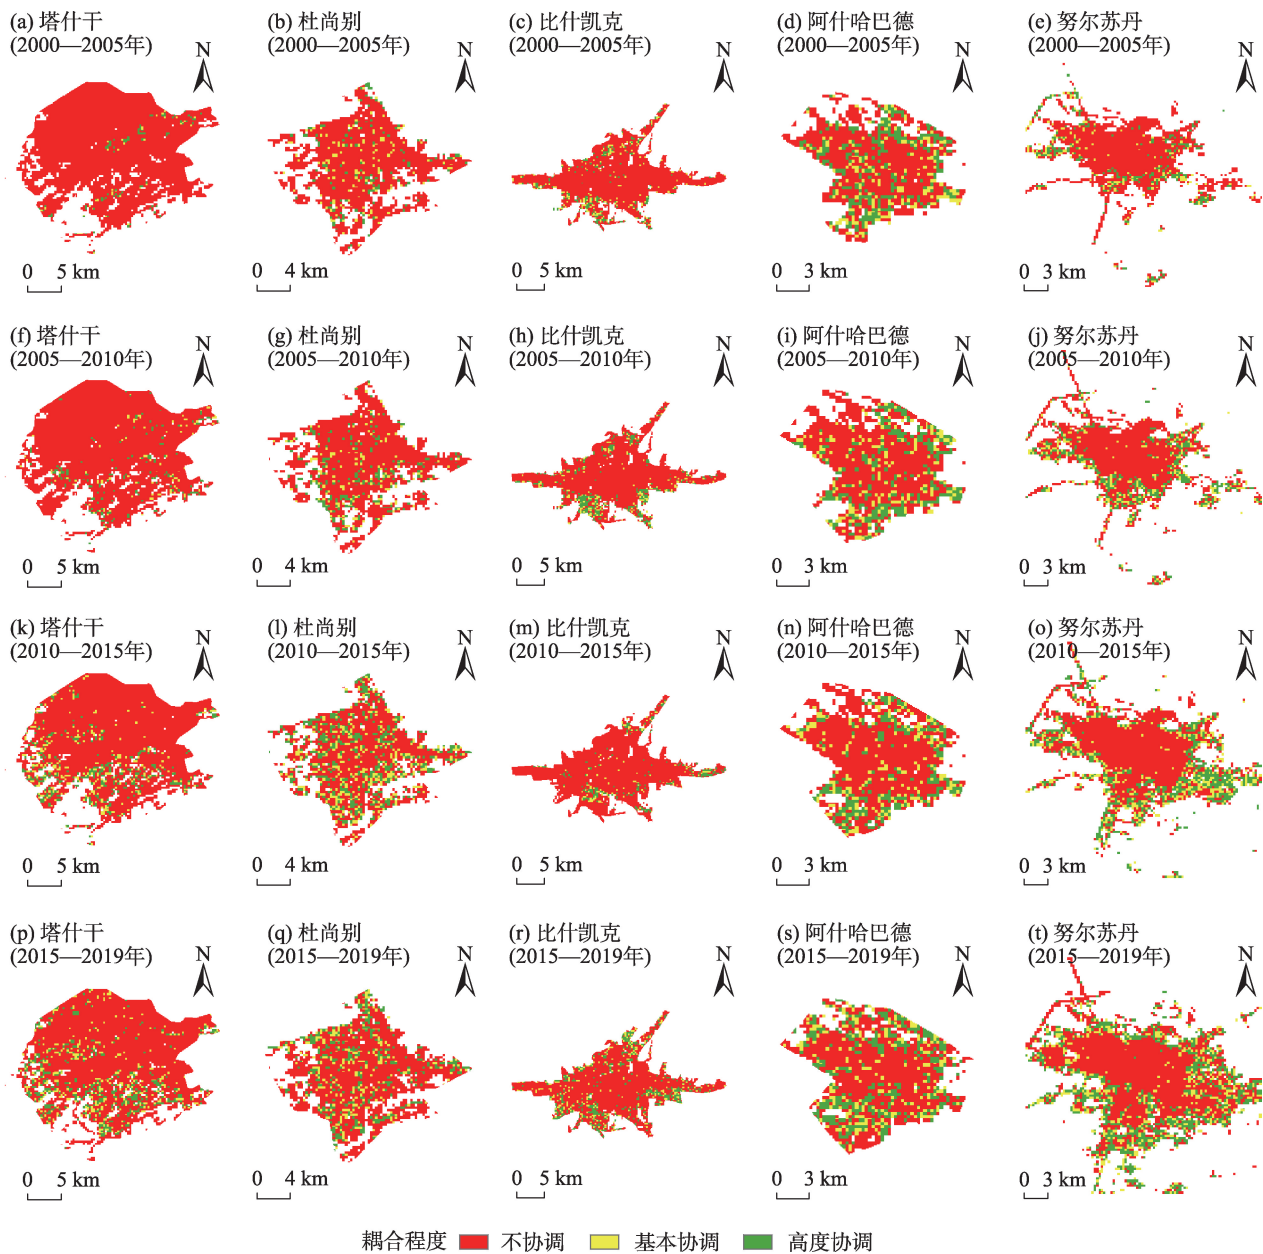 (a) 塔什干
(2000—2005年)
N
0 5 km
(b) 杜尚别
(2000—2005年)
N
0 4 km
(c) 比什凯克
(2000—2005年)
N
0 5 km
(d) 阿什哈巴德
(2000—2005年)
N
0 3 km
(e) 努尔苏丹
(2000—2005年)
N
0 3 km
(f) 塔什干
(2005—2010年)
N
0 5 km
(g) 杜尚别
(2005—2010年)
N
0 4 km
(h) 比什凯克
(2005—2010年)
N
0 5 km
(i) 阿什哈巴德
(2005—2010年)
N
0 3 km
(j) 努尔苏丹
(2005—2010年)
N
0 3 km
(k) 塔什干
(2010—2015年)
N
0 5 km
(l) 杜尚别
(2010—2015年)
N
0 4 km
(m) 比什凯克
(2010—2015年)
N
0 5 km
(n) 阿什哈巴德
(2010—2015年)
N
0 3 km
(o) 努尔苏丹
(2010—2015年)
N
0 3 km
(p) 塔什干
(2015—2019年)
N
0 5 km
(q) 杜尚别
(2015—2019年)
N
0 4 km
(r) 比什凯克
(2015—2019年)
N
0 5 km
(s) 阿什哈巴德
(2015—2019年)
N
0 3 km
(t) 努尔苏丹
(2015—2019年)
N
0 3 km
耦合程度 不协调 基本协调 高度协调